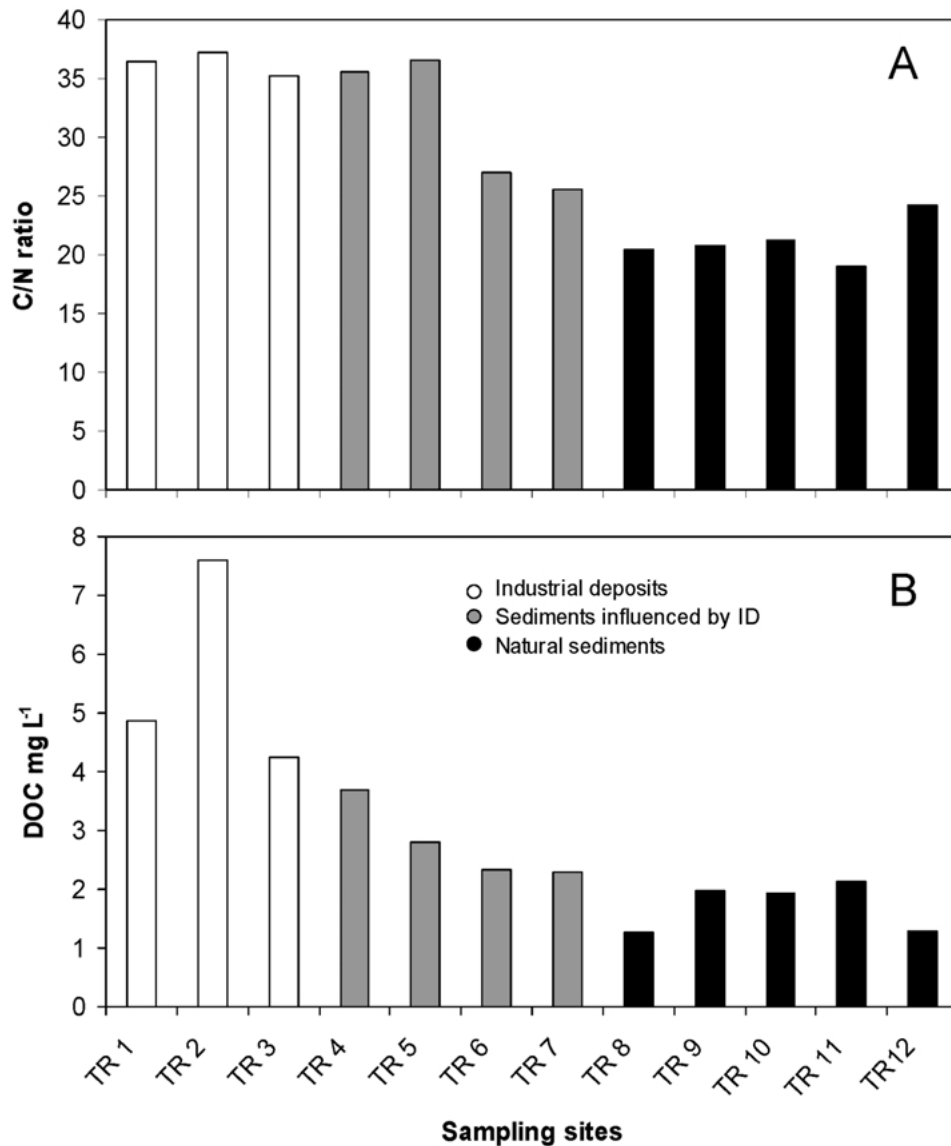 40
35
30
25
20
15
10
5
0
C/N ratio
A
8
7
6
5
4
3
2
1
0
DOC mg L-1
B
Industrial deposits
Sediments influenced by ID
Natural sediments
TR 1
TR 2
TR 3
TR 4
TR 5
TR 6
TR 7
TR 8
TR 9
TR 10
TR 11
TR12
Sampling sites